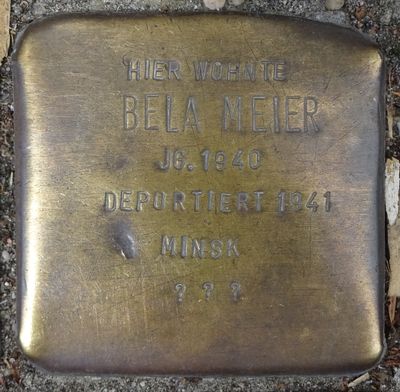 HIER WOHNTE
BELA MEIER
JG. 1940
DEPORTIERT 1941
MINSK
? ? ?